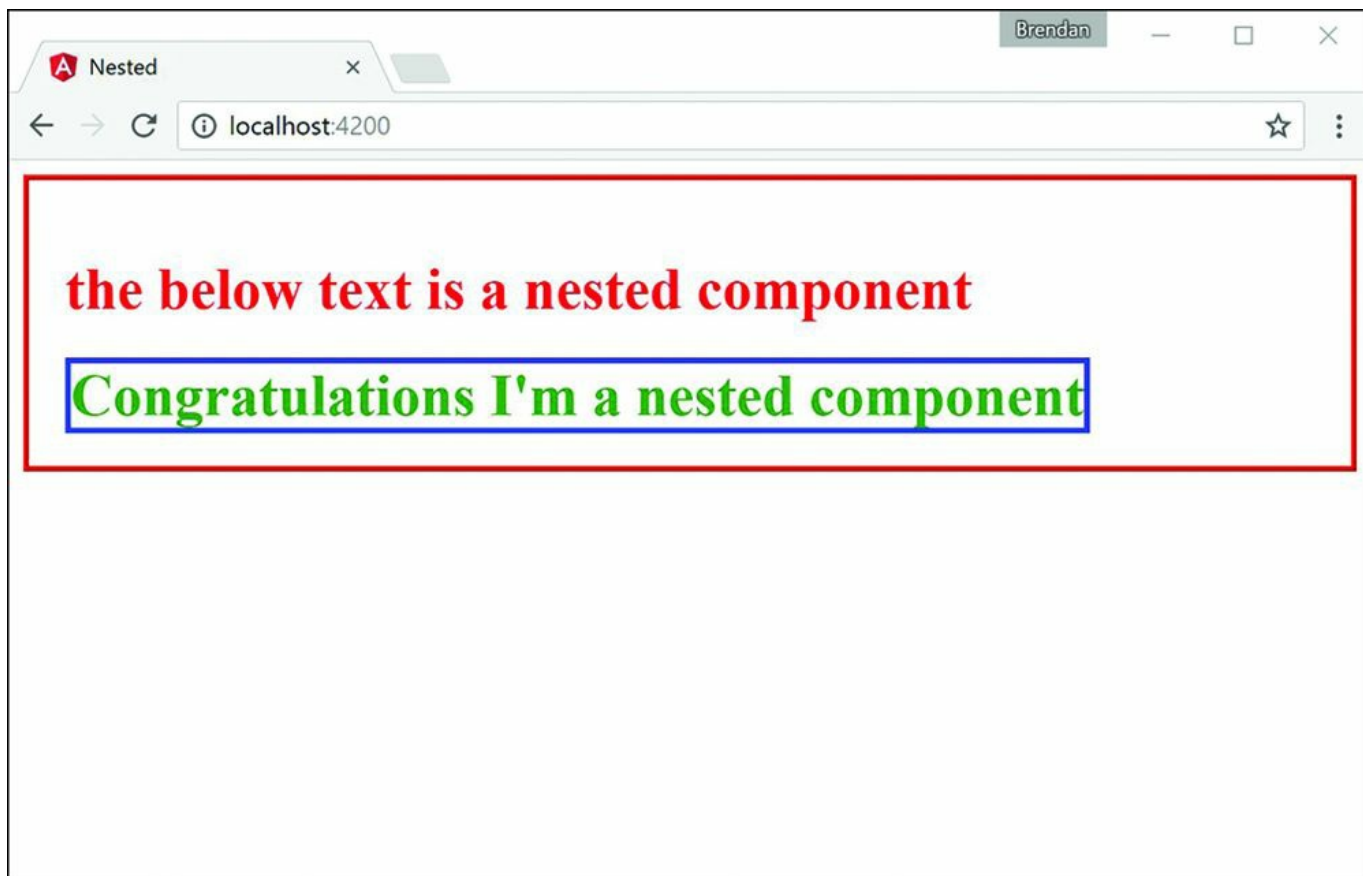 Brendan
Nested
localhost:4200
the below text is a nested component
Congratulations I'm a nested component